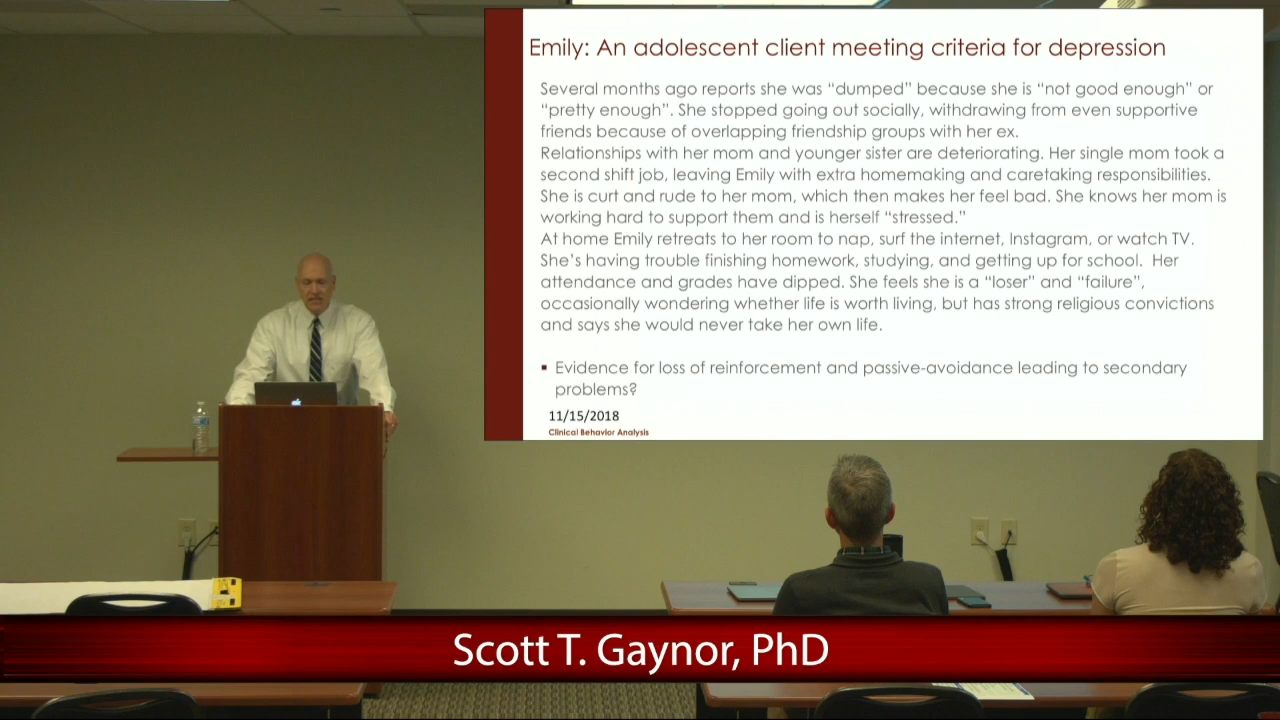 Emily: An adolescent client meeting criteria for depression
Several months ago reports she was “dumped” because she is “not good enough” or
“pretty enough”. She stopped going out socially, withdrawing from even supportive
friends because of overlapping friendship groups with her ex.
Relationships with her mom and younger sister are deteriorating. Her single mom took a
second shift job, leaving Emily with extra homemaking and caretaking responsibilities.
She is curt and rude to her mom, which then makes her feel bad. She knows her mom is
working hard to support them and is herself “stressed.”
At home Emily retreats to her room to nap, surf the internet, Instagram, or watch TV.
She’s having trouble finishing homework, studying, and getting up for school.  Her
attendance and grades have dipped. She feels she is a “loser” and “failure”,
occasionally wondering whether life is worth living, but has strong religious convictions
and says she would never take her own life.
▪ Evidence for loss of reinforcement and passive-avoidance leading to secondary
problems?
11/15/2018
Clinical Behavior Analysis
Scott T. Gaynor, PhD